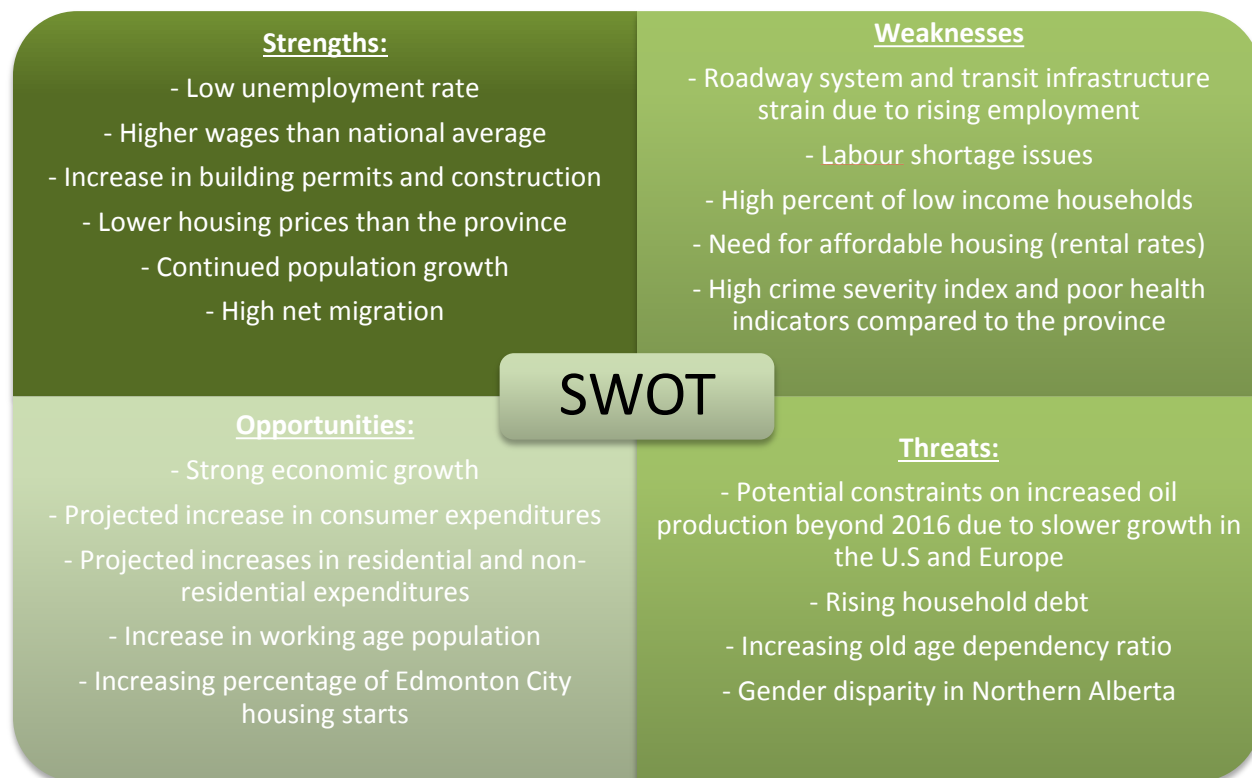 Strengths:
- Low unemployment rate
- Higher wages than national average
- Increase in building permits and construction
- Lower housing prices than the province
- Continued population growth
- High net migration
Weaknesses
- Roadway system and transit infrastructure
strain due to rising employment
- Labour shortage issues
- High percent of low income households
- Need for affordable housing (rental rates)
- High crime severity index and poor health
indicators compared to the province
SWOT
Opportunities:
- Strong economic growth
- Projected increase in consumer expenditures
- Projected increases in residential and non-
residential expenditures
- Increase in working age population
- Increasing percentage of Edmonton City
housing starts
Threats:
- Potential constraints on increased oil
production beyond 2016 due to slower growth in
the U.S and Europe
- Rising household debt
- Increasing old age dependency ratio
- Gender disparity in Northern Alberta